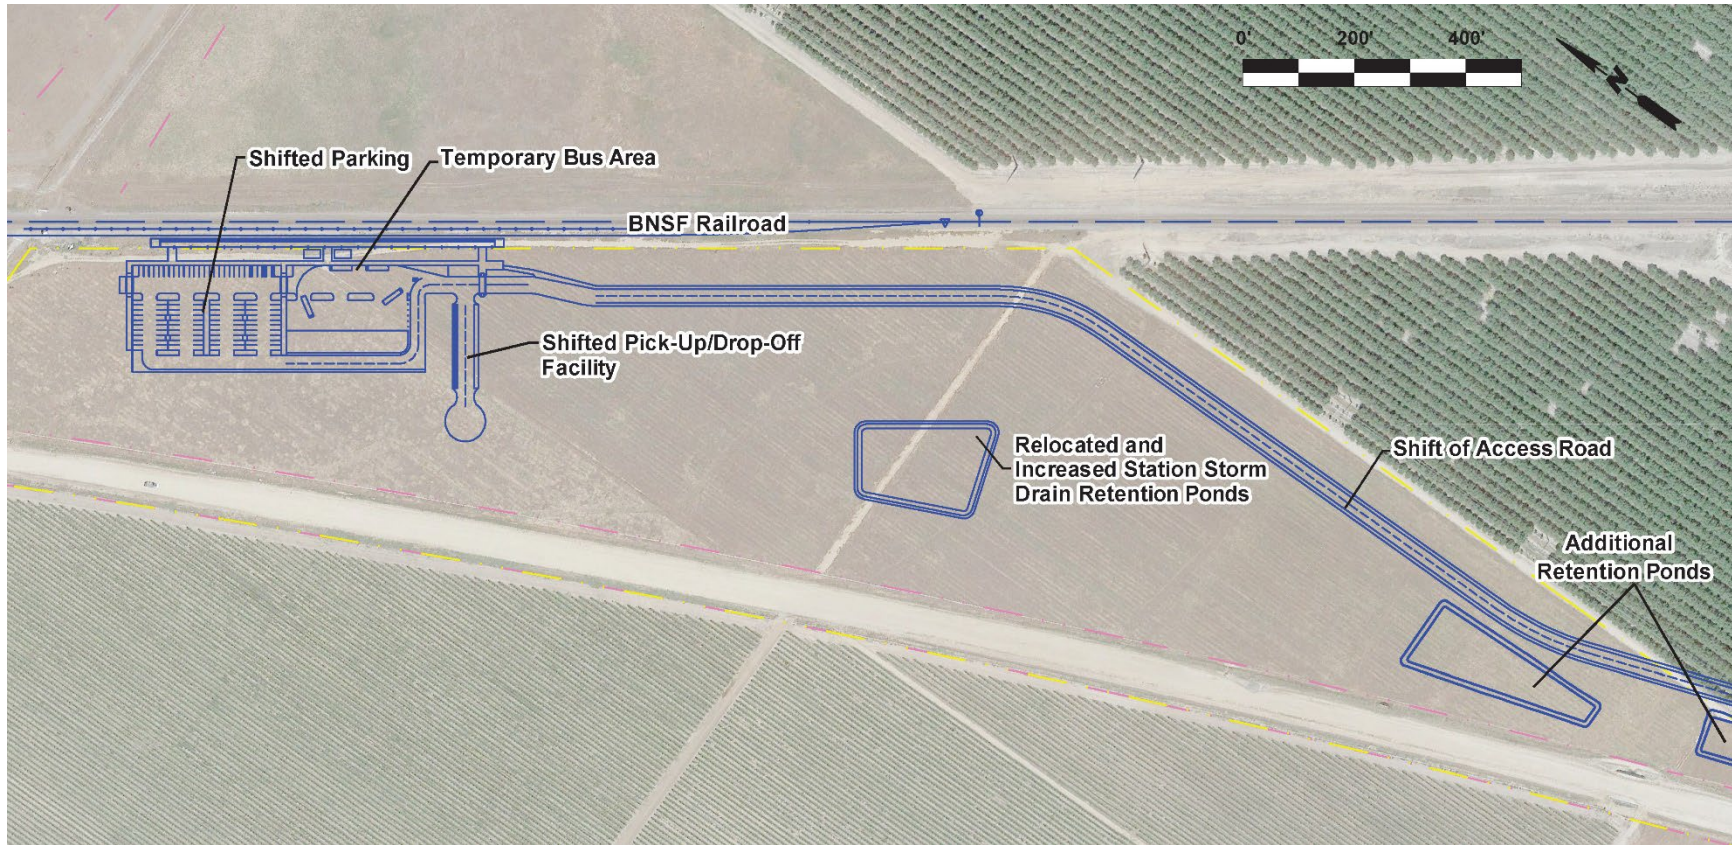 0' 200' 400'
N
Shifted Parking
Temporary Bus Area
BNSF Railroad
Shifted Pick-Up/Drop-Off
Facility
Relocated and
Increased Station Storm
Drain Retention Ponds
Shift of Access Road
Additional
Retention Ponds